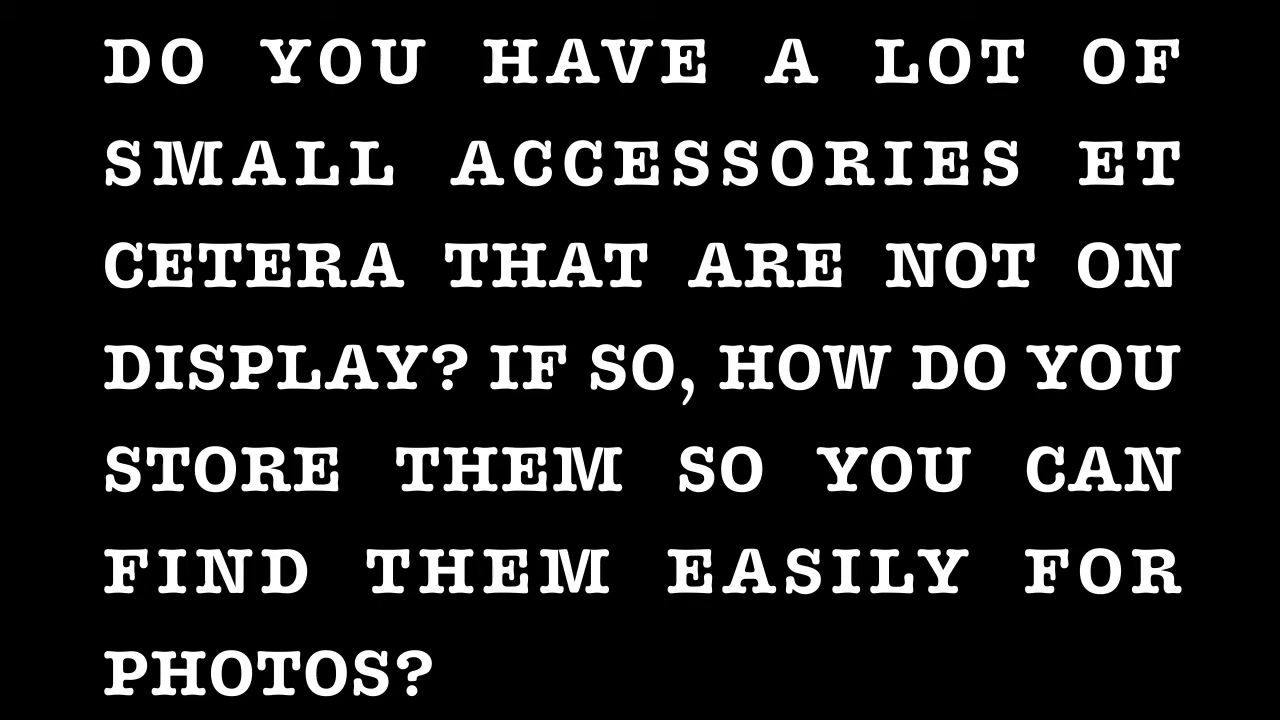 DO YOU HAVE A LOT OF
SMALL ACCESSORIES ET
CETERA THAT ARE NOT ON
DISPLAY? IF SO, HOW DO YOU
STORE THEM SO YOU CAN
FIND THEM EASILY FOR
PHOTOS?